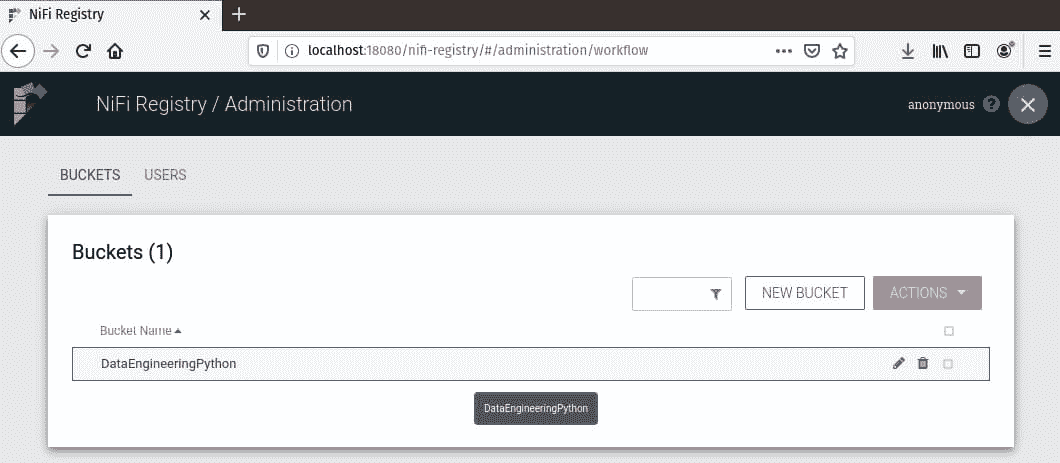 NiFi Registry
localhost:18080/nifi-registry/#/administration/workflow
NiFi Registry / Administration
anonymous
BUCKETS USERS
Buckets (1)
NEW BUCKET ACTIONS
Bucket Name
DataEngineeringPython
DataEngineeringPython